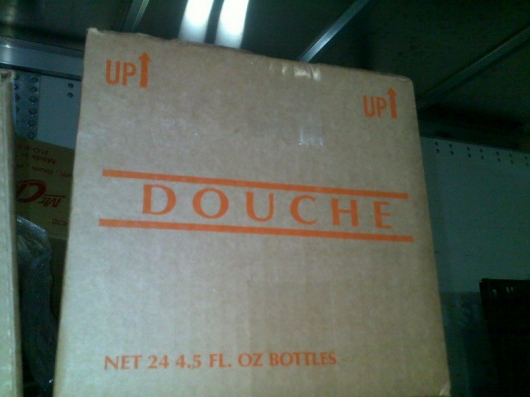 UP
UP
DOUCHE
NET 24 4.5 FL. OZ BOTTLES